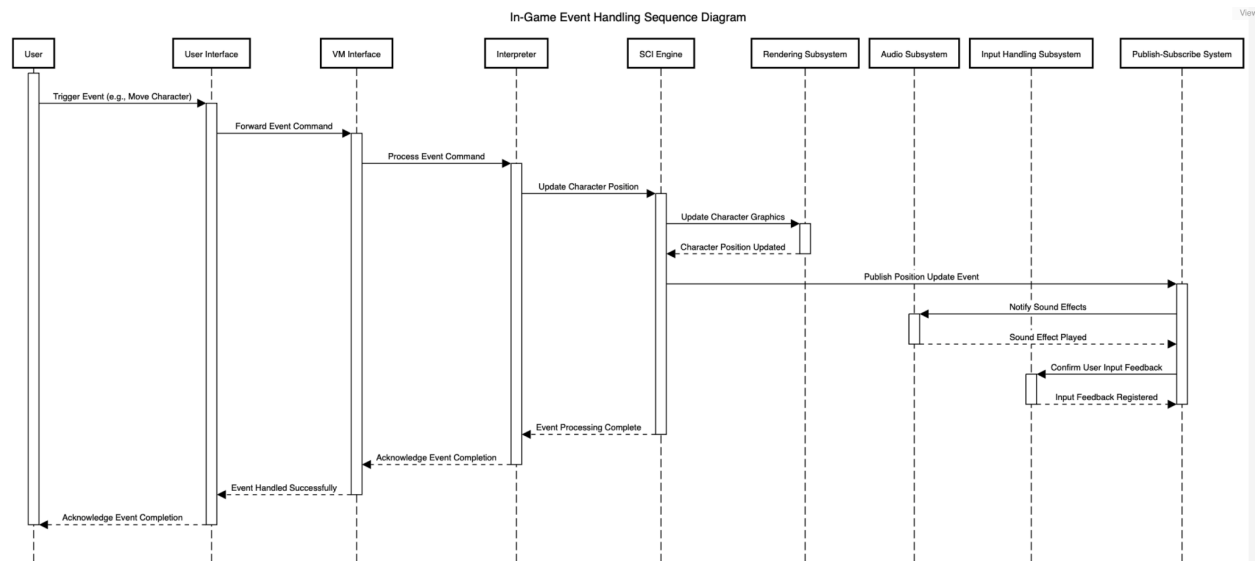 View
In-Game Event Handling Sequence Diagram
User
User Interface
VM Interface
Interpreter
SCI Engine
Rendering Subsystem
Audio Subsystem
Input Handling Subsystem
Publish-Subscribe System
Trigger Event (e.g., Move Character)
Forward Event Command
Process Event Command
Update Character Position
Update Character Graphics
Character Position Updated
Publish Position Update Event
Notify Sound Effects
Sound Effect Played
Confirm User Input Feedback
Input Feedback Registered
Event Processing Complete
Acknowledge Event Completion
Event Handled Successfully
Acknowledge Event Completion